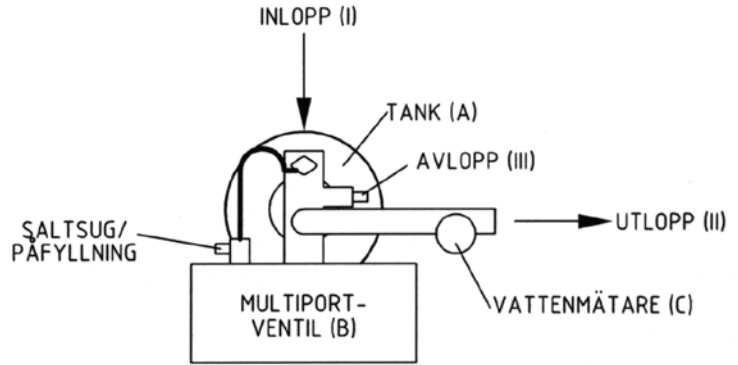 INLOPP (I)
TANK (A)
AVLOPP (III)
SALTSUG/
PÅFYLLNING
UTLOPP (II)
MULTIPORT-
VENTIL (B)
VATTENMÄTARE (C)